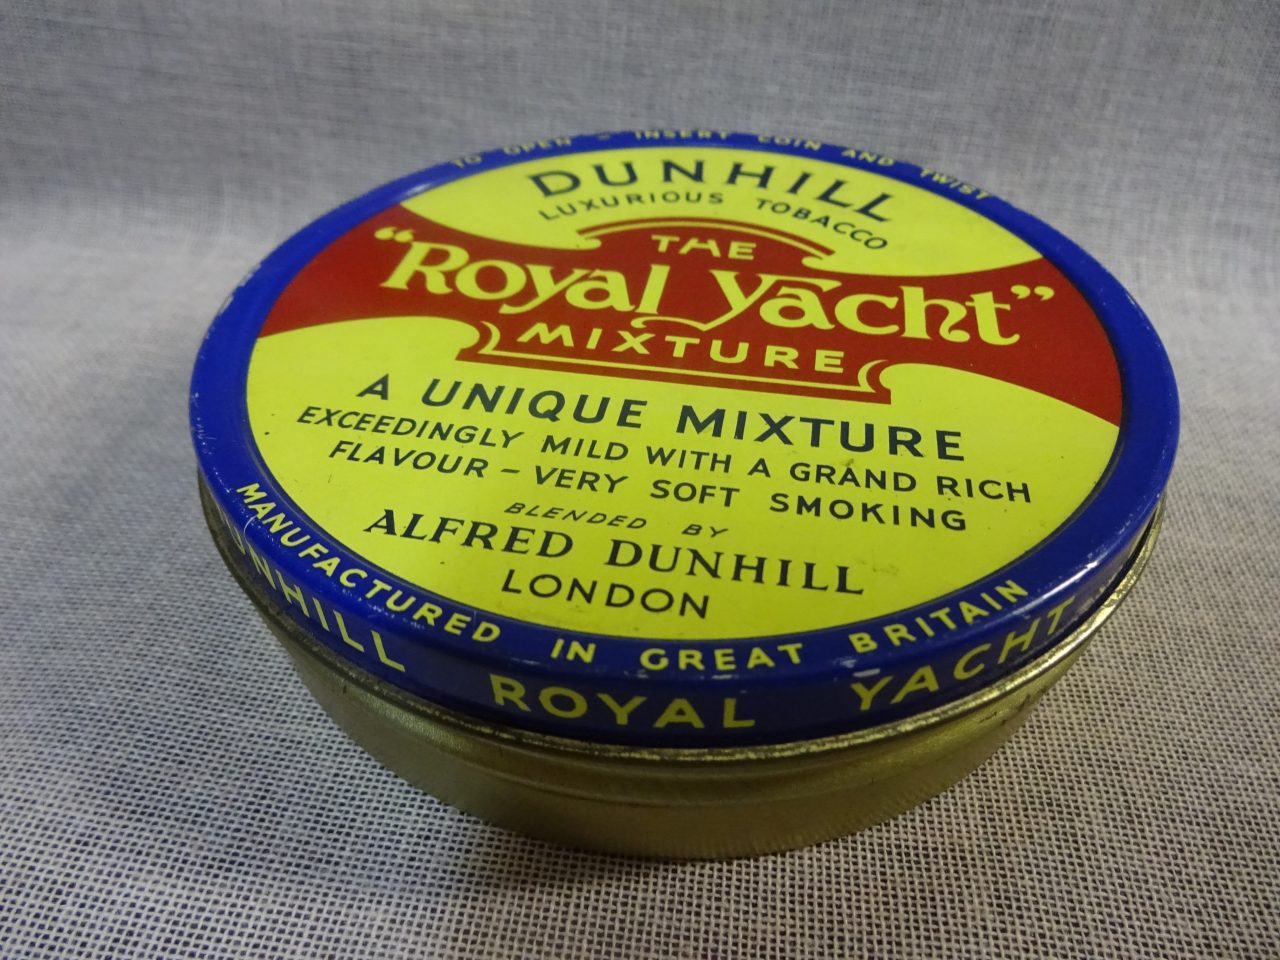 TO OPEN - INSERT COIN AND TWIST
DUNHILL
LUXURIOUS TOBACCO
THE
"Royal Yacht"
MIXTURE
A UNIQUE MIXTURE
EXCEEDINGLY MILD WITH A GRAND RICH
FLAVOUR - VERY SOFT SMOKING
BLENDED BY
ALFRED DUNHILL
LONDON
MANUFACTURED IN GREAT BRITAIN
DUNHILL ROYAL YACHT